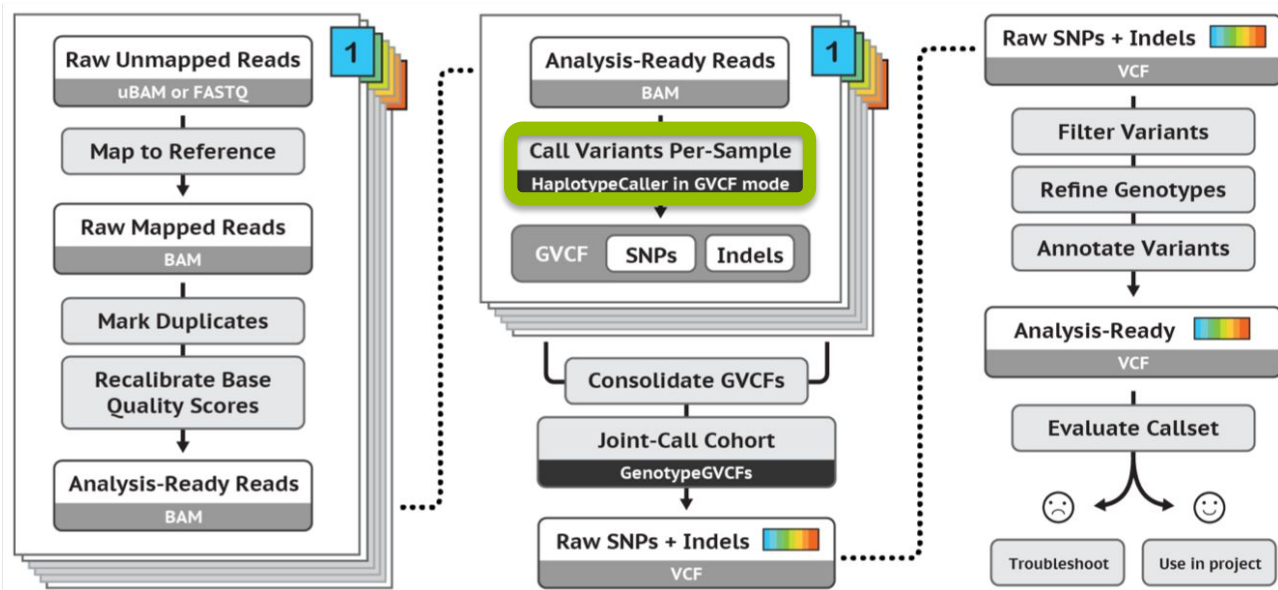 1
Raw Unmapped Reads
uBAM or FASTQ
Map to Reference
Raw Mapped Reads
BAM
Mark Duplicates
Recalibrate Base
Quality Scores
Analysis-Ready Reads
BAM
1
Analysis-Ready Reads
BAM
Call Variants Per-Sample
HaplotypeCaller in GVCF mode
GVCF SNPs Indels
Consolidate GVCFs
Joint-Call Cohort
GenotypeGVCFs
Raw SNPs + Indels
VCF
Raw SNPs + Indels
VCF
Filter Variants
Refine Genotypes
Annotate Variants
Analysis-Ready
VCF
Evaluate Callset
Troubleshoot
Use in project